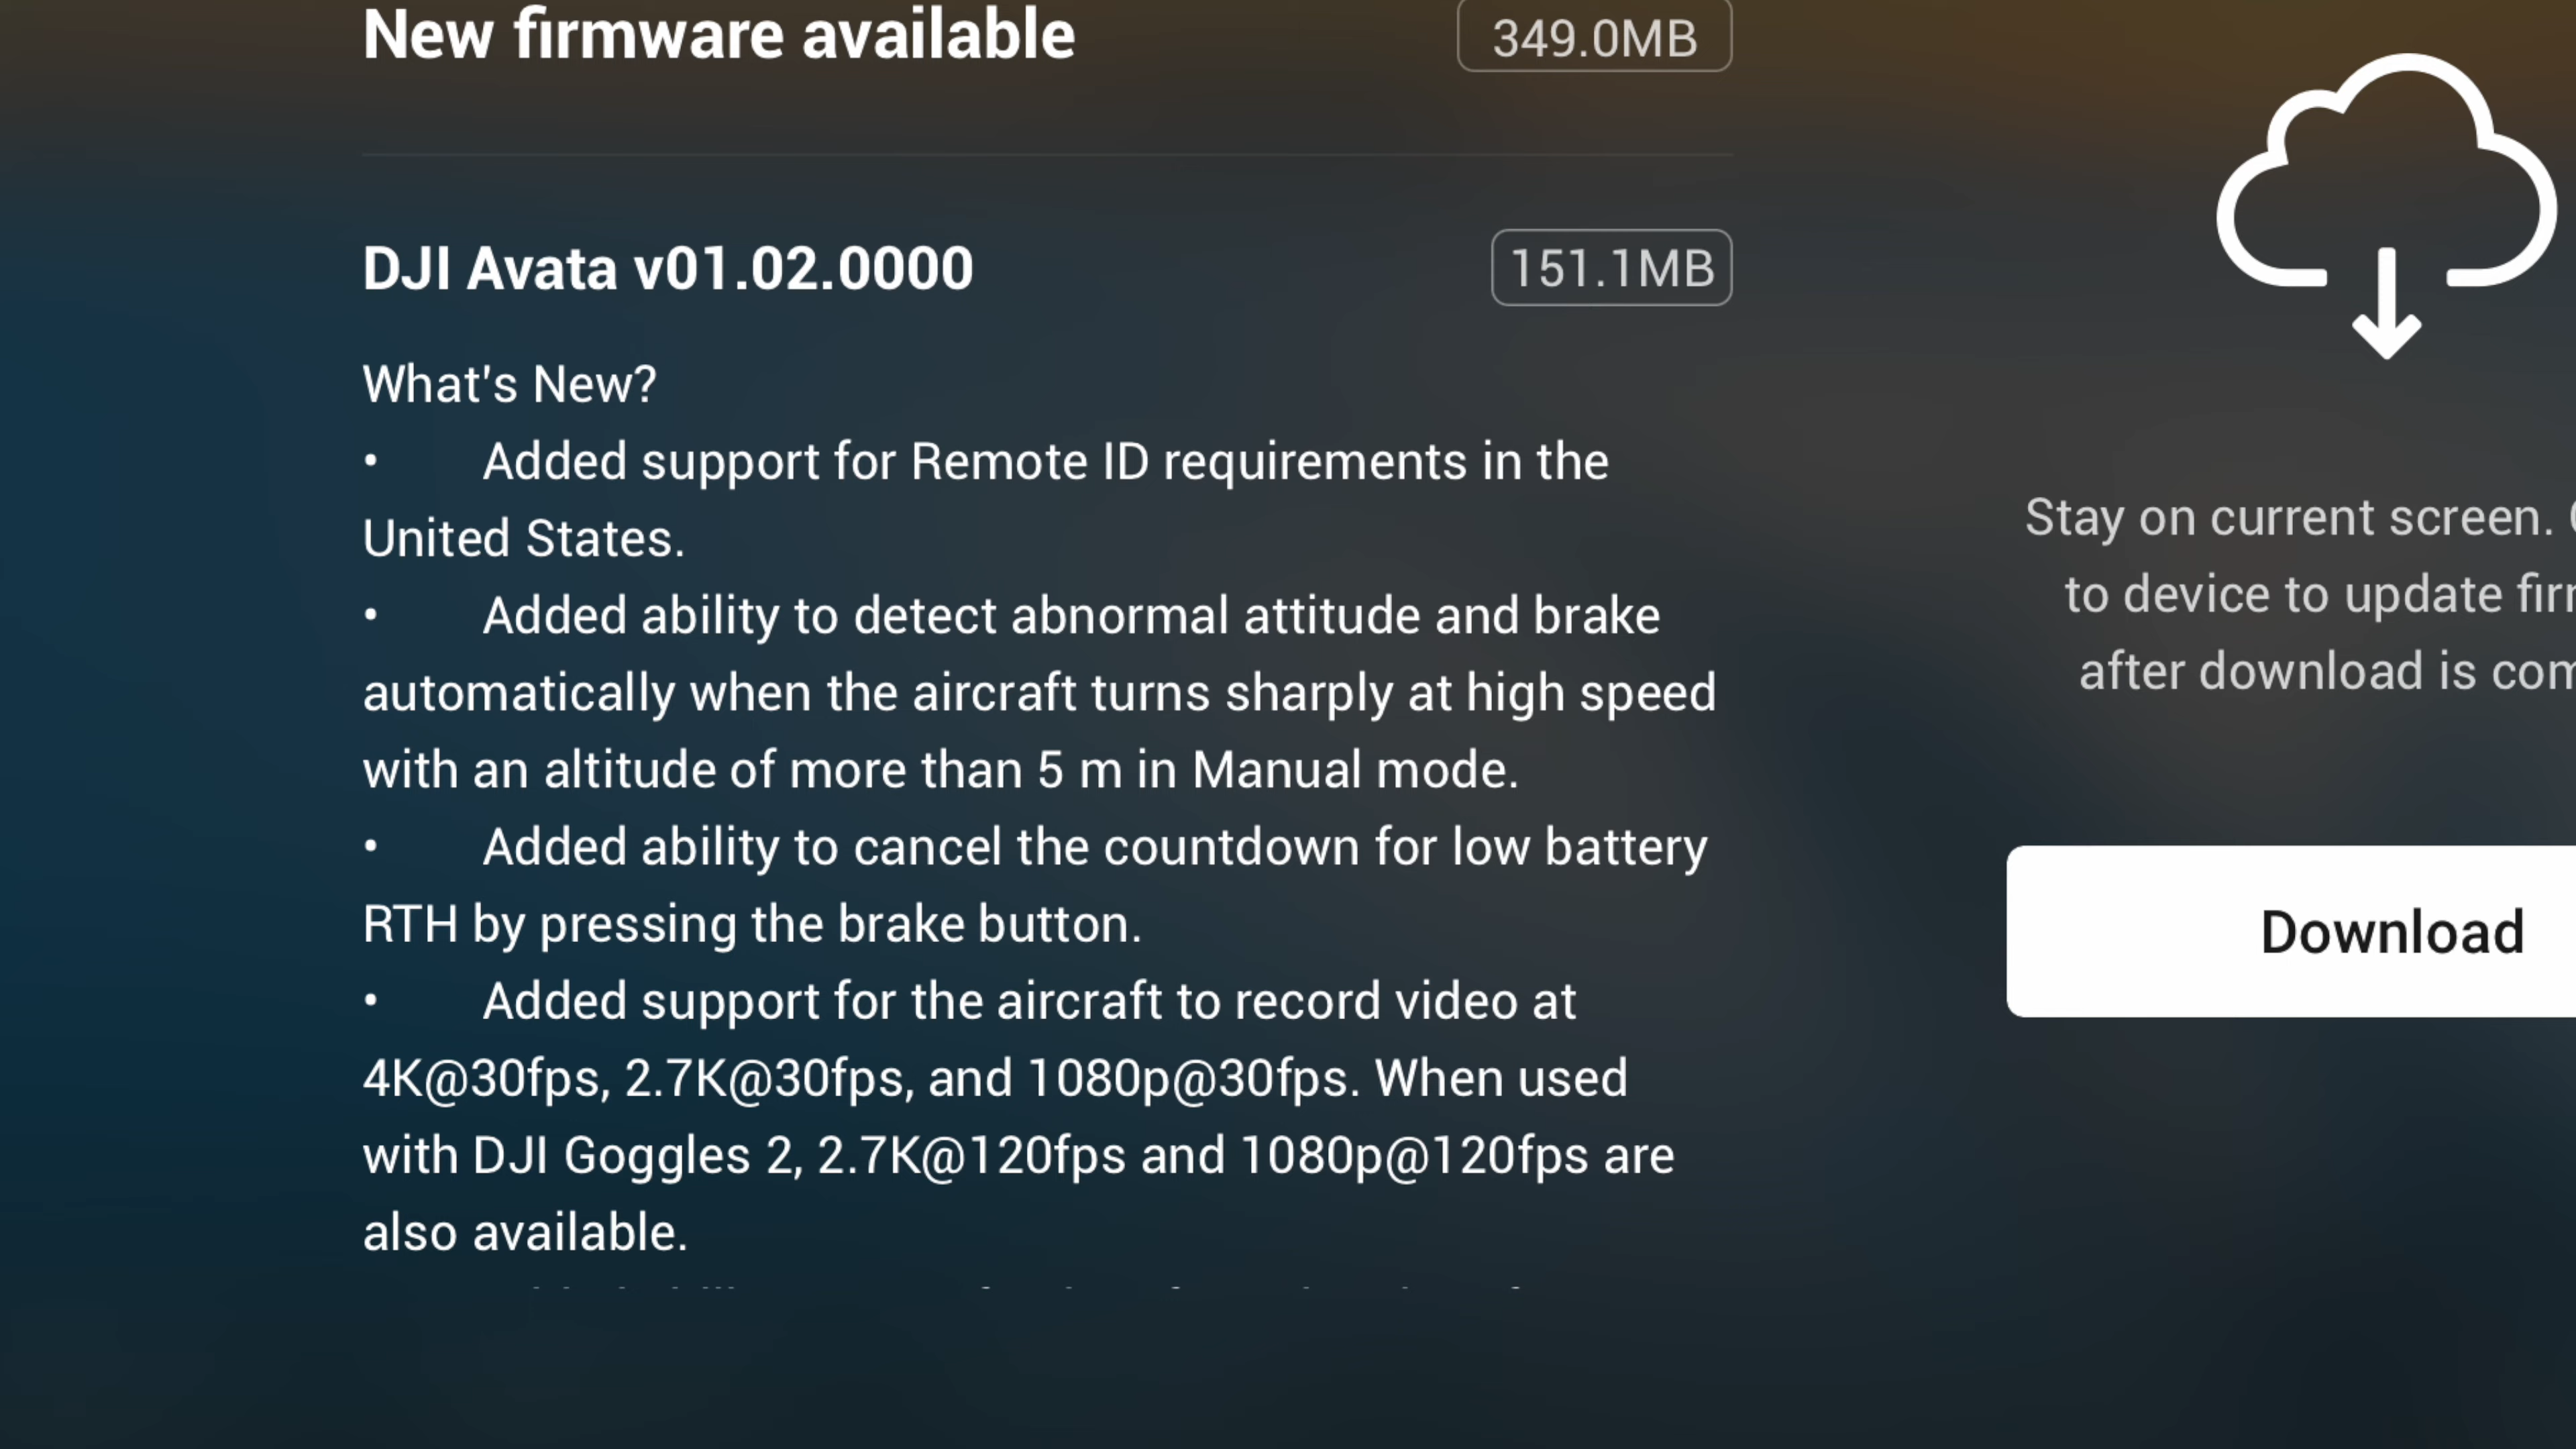 New firmware available
349.0MB
DJI Avata v01.02.0000
151.1MB
What's New?
• Added support for Remote ID requirements in the
United States.
• Added ability to detect abnormal attitude and brake
automatically when the aircraft turns sharply at high speed
with an altitude of more than 5 m in Manual mode.
• Added ability to cancel the countdown for low battery
RTH by pressing the brake button.
• Added support for the aircraft to record video at
4K@30fps, 2.7K@30fps, and 1080p@30fps. When used
with DJI Goggles 2, 2.7K@120fps and 1080p@120fps are
also available.
Stay on current screen.
to device to update
after download is
Download